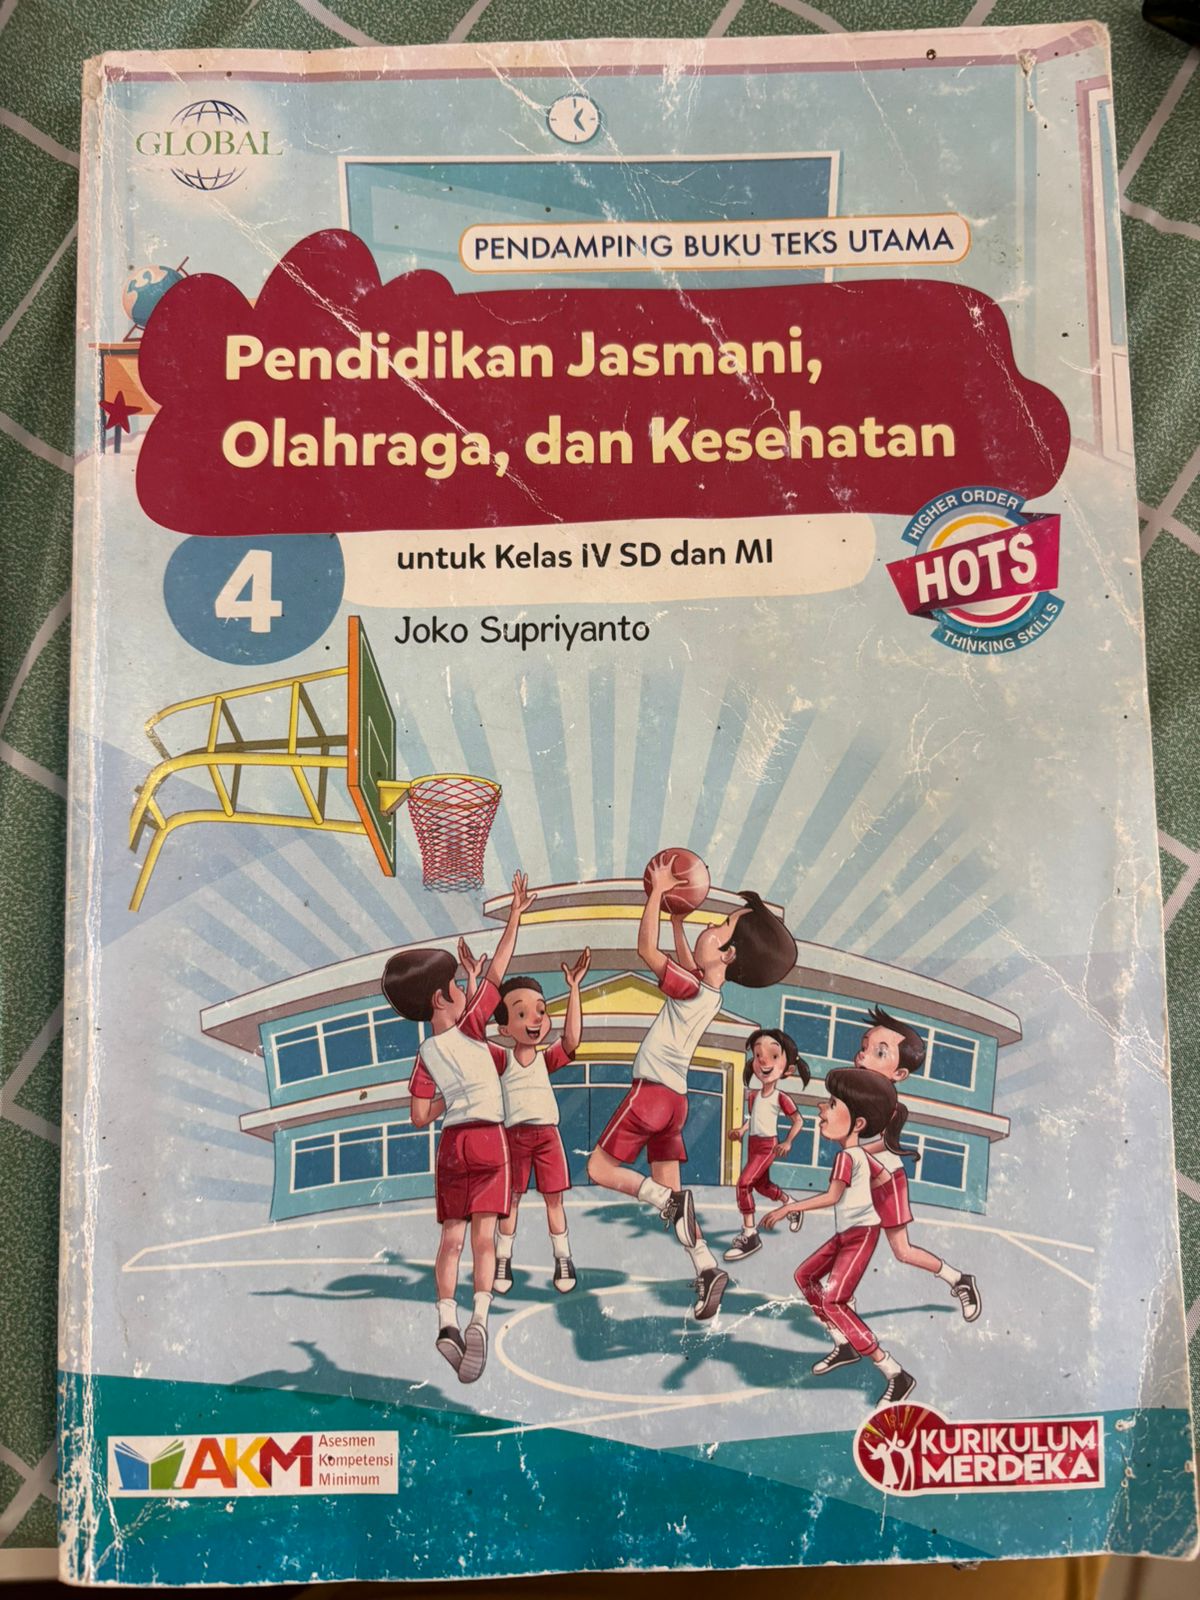 GLOBAL
PENDAMPING BUKU TEKS UTAMA
Pendidikan Jasmani,
Olahraga, dan Kesehatan
4
untuk Kelas IV SD dan MI
Joko Supriyanto
HIGHER ORDER
HOTS
THINKING SKILLS
AKM
Asesmen
Kompetensi
Minimum
KURIKULUM
MERDEKA